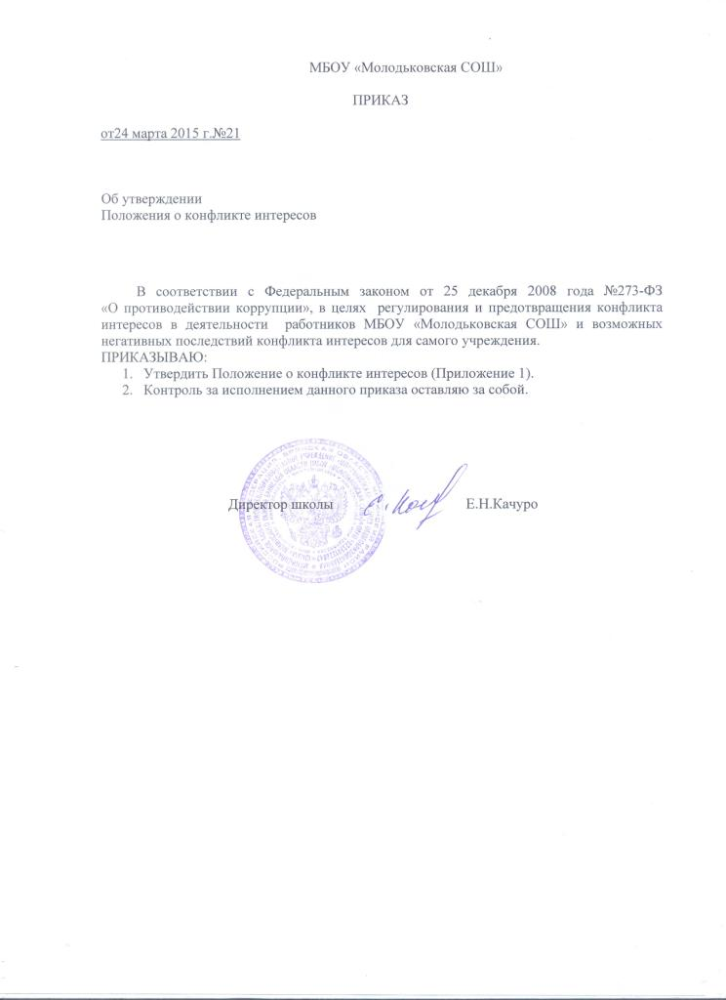 МБОУ «Молодьковская СОШ»
ПРИКАЗ
от24 марта 2015 г.№21
Об утверждении
Положения о конфликте интересов
В соответствии с Федеральным законом от 25 декабря 2008 года №273-ФЗ
«О противодействии коррупции», в целях регулирования и предотвращения конфликта
интересов в деятельности работников МБОУ «Молодьковская СОШ» и возможных
негативных последствий конфликта интересов для самого учреждения.
ПРИКАЗЫВАЮ:
1. Утвердить Положение о конфликте интересов (Приложение 1).
2. Контроль за исполнением данного приказа оставляю за собой.
Директор школы Е.Н.Качуро